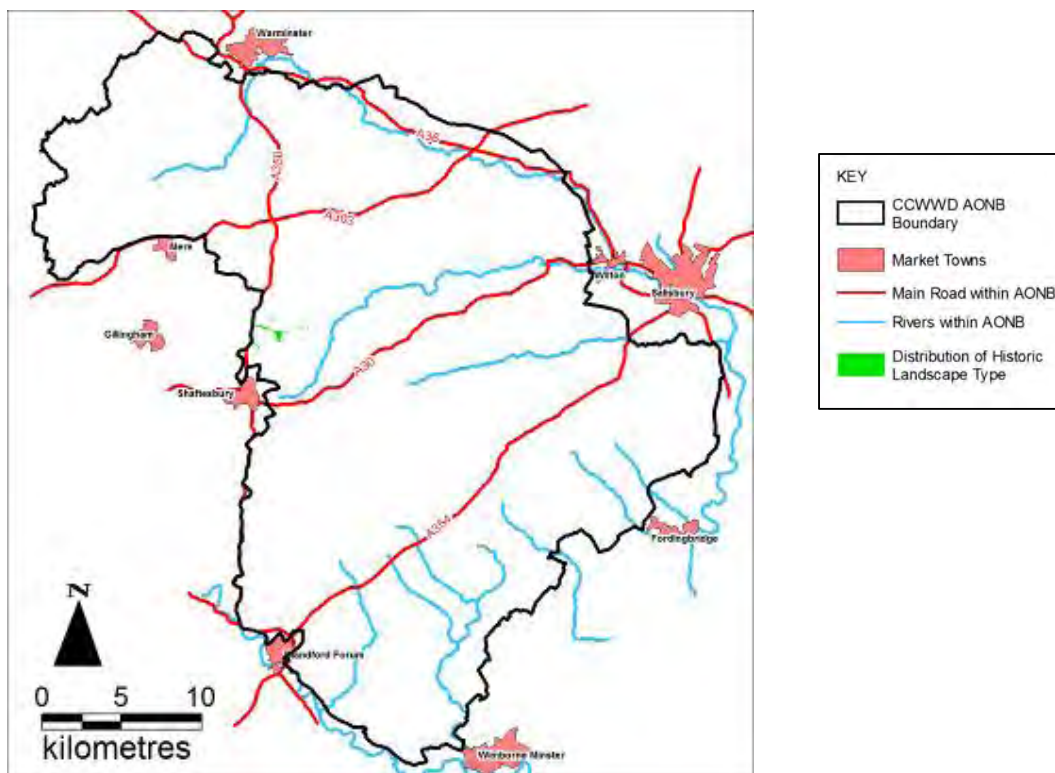 Warminster
A36
A350
A303
Mere
Wilton
Salisbury
Gillingham
A30
Shaftesbury
A354
Fordingbridge
N
Blandford Forum
0 5 10
kilometres
Wimborne Minster
KEY
CCWWD AONB
Boundary
Market Towns
Main Road within AONB
Rivers within AONB
Distribution of Historic
Landscape Type